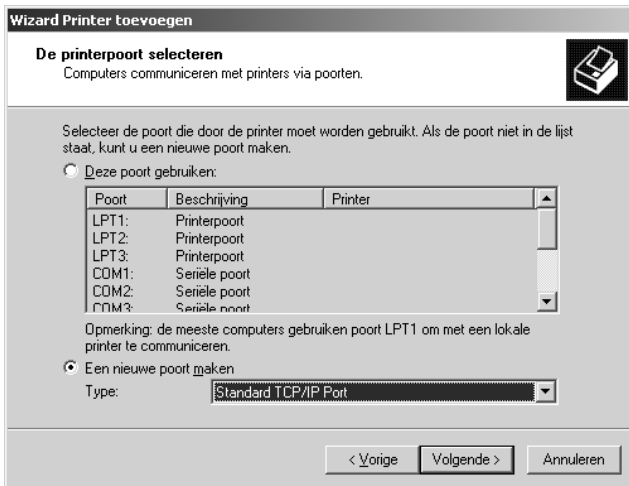 Wizard Printer toevoegen
De printerpoort selecteren
Computers communiceren met printers via poorten.
Selecteer de poort die door de printer moet worden gebruikt. Als de poort niet in de lijst
staat, kunt u een nieuwe poort maken.
Deze poort gebruiken:
Poort Beschrijving Printer
LPT1: Printerpoort
LPT2: Printerpoort
LPT3: Printerpoort
COM1: Seriële poort
COM2: Seriële poort
COM3: Seriële poort
Opmerking: de meeste computers gebruiken poort LPT1 om met een lokale
printer te communiceren.
Een nieuwe poort maken
Type: Standard TCP/IP Port
< Vorige Volgende > Annuleren